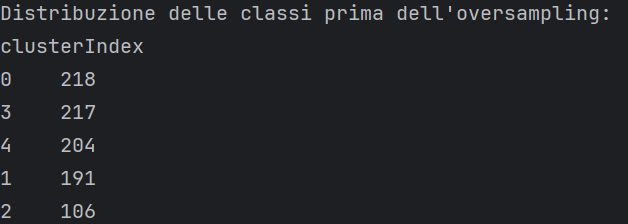 Distribuzione delle classi prima dell'oversampling:
clusterIndex
0    218
3    217
4    204
1    191
2    106